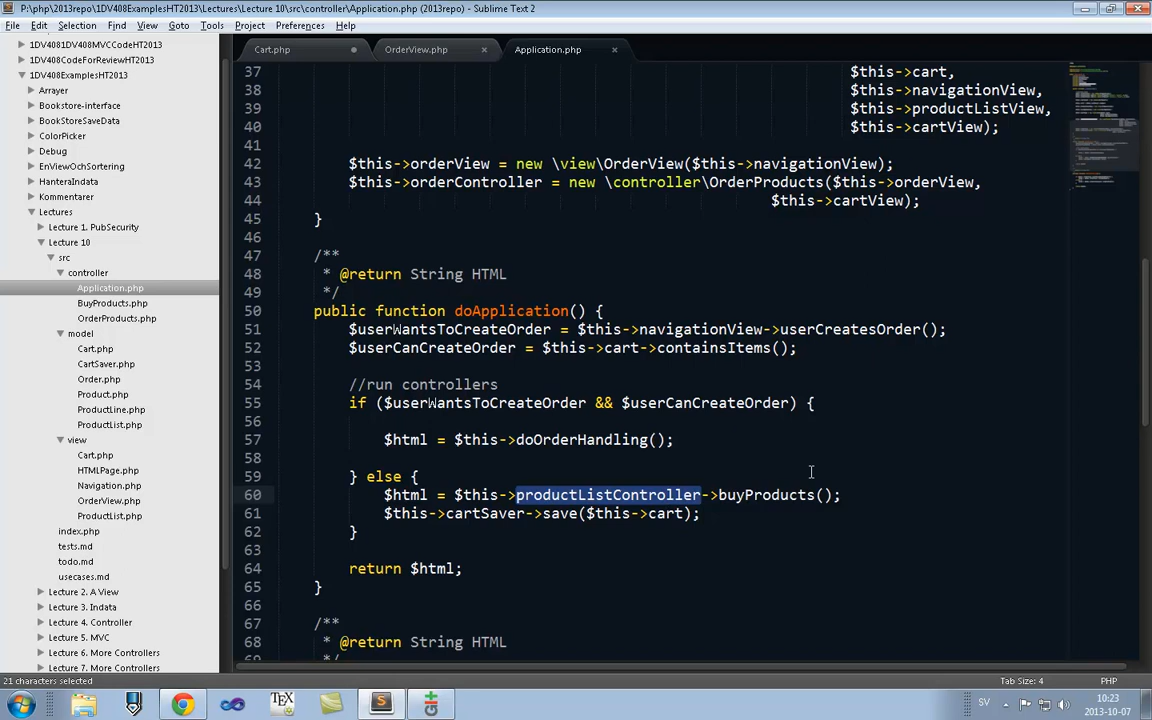 P:\php\2013repo\1DV408ExamplesHT2013\Lectures\Lecture 10\src\controller\Application.php (2013repo) - Sublime Text 2
File Edit Selection Find View Goto Tools Project Preferences Help
1DV4081DV408MVCCodeHT2013
1DV408CodeForReviewHT2013
1DV408ExamplesHT2013
Arrayer
Bookstore-interface
BookStoreSaveData
ColorPicker
Debug
EnViewOchSortering
HanteraIndata
Kommentarer
Lectures
Lecture 1. PubSecurity
Lecture 10
src
controller
Application.php
BuyProducts.php
OrderProducts.php
model
Cart.php
CartSaver.php
Order.php
Product.php
ProductLine.php
ProductList.php
view
Cart.php
HTMLPage.php
Navigation.php
OrderView.php
ProductList.php
index.php
tests.md
todo.md
usecases.md
Lecture 2. A View
Lecture 3. Indata
Lecture 4. Controller
Lecture 5. MVC
Lecture 6. More Controllers
Lecture 7. More Controllers
Cart.php OrderView.php Application.php
37 $this->cart,
38 $this->navigationView,
39 $this->productListView,
40 $this->cartView);
41
42 $this->orderView = new \view\OrderView($this->navigationView);
43 $this->orderController = new \controller\OrderProducts($this->orderView,
44 $this->cartView);
45 }
46
47 /**
48 * @return String HTML
49 */
50 public function doApplication() {
51 $userWantsToCreateOrder = $this->navigationView->userCreatesOrder();
52 $userCanCreateOrder = $this->cart->containsItems();
53
54 //run controllers
55 if ($userWantsToCreateOrder && $userCanCreateOrder) {
56
57 $html = $this->doOrderHandling();
58
59 } else {
60 $html = $this->productListController->buyProducts();
61 $this->cartSaver->save($this->cart);
62 }
63
64 return $html;
65 }
66
67 /**
68 * @return String HTML
69 */
21 characters selected Tab Size: 4 PHP
SV 10:23
2013-10-07